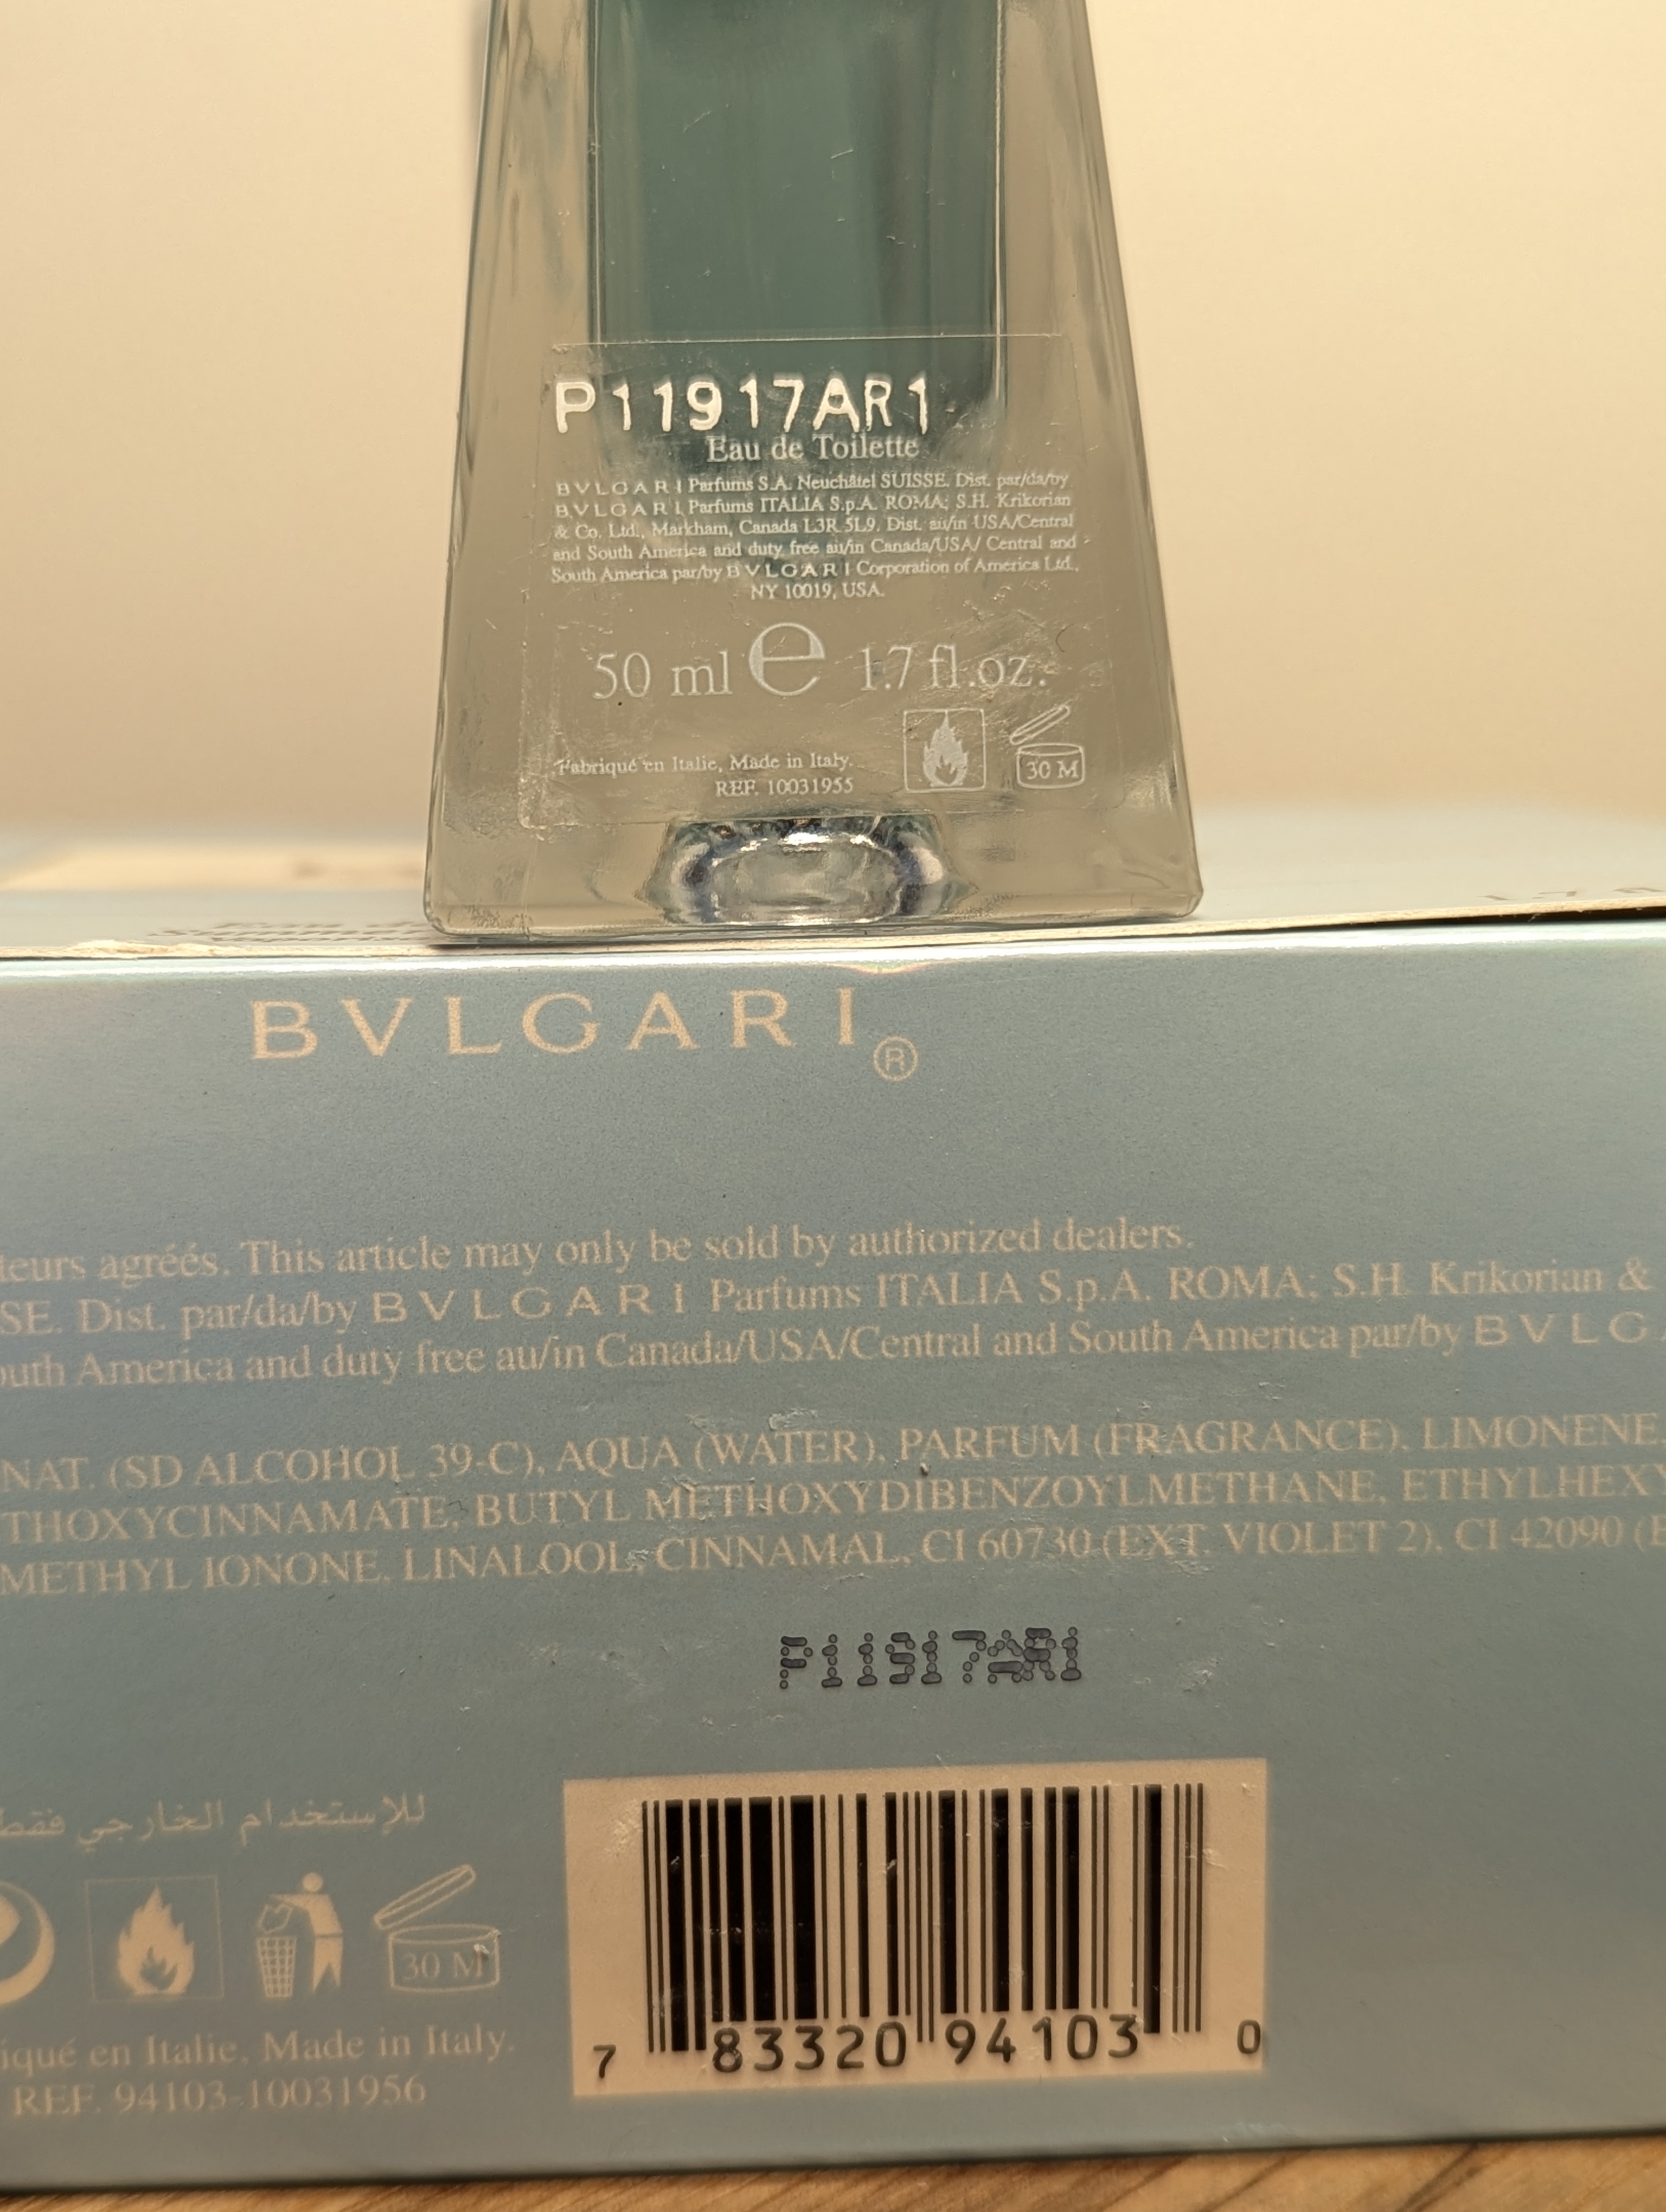 P11917AR1
Eau de Toilette
BVLGARI Parfums S.A. Neuchâtel SUISSE. Dist. par/da/by
BVLGARI Parfums ITALIA S.p.A. ROMA; S.H. Krikorian
& Co. Ltd., Markham, Canada L3R 5L9. Dist. au/in USA/Central
and South America and duty free au/in Canada/USA/ Central and
South America par/by BVLGARI Corporation of America Ltd.,
NY 10019, USA.
50 ml e 1.7 fl.oz.
30 M
Fabriqué en Italie, Made in Italy.
REF. 10031955
BVLGARI®
teurs agréés. This article may only be sold by authorized dealers.
SE. Dist. par/da/by BVLGARI Parfums ITALIA S.p.A. ROMA; S.H. Krikorian &
outh America and duty free au/in Canada/USA/Central and South America par/by BVLG
NAT. (SD ALCOHOL 39-C), AQUA (WATER), PARFUM (FRAGRANCE), LIMONENE,
THOXYCINNAMATE, BUTYL METHOXYDIBENZOYLMETHANE, ETHYLHEXY
METHYL IONONE, LINALOOL, CINNAMAL, CI 60730 (EXT. VIOLET 2), CI 42090 (
P11917AR1
للإستخدام الخارجي فقط
30 M
iqué en Italie, Made in Italy.
REF. 94103-10031956
7 83320 94103 0